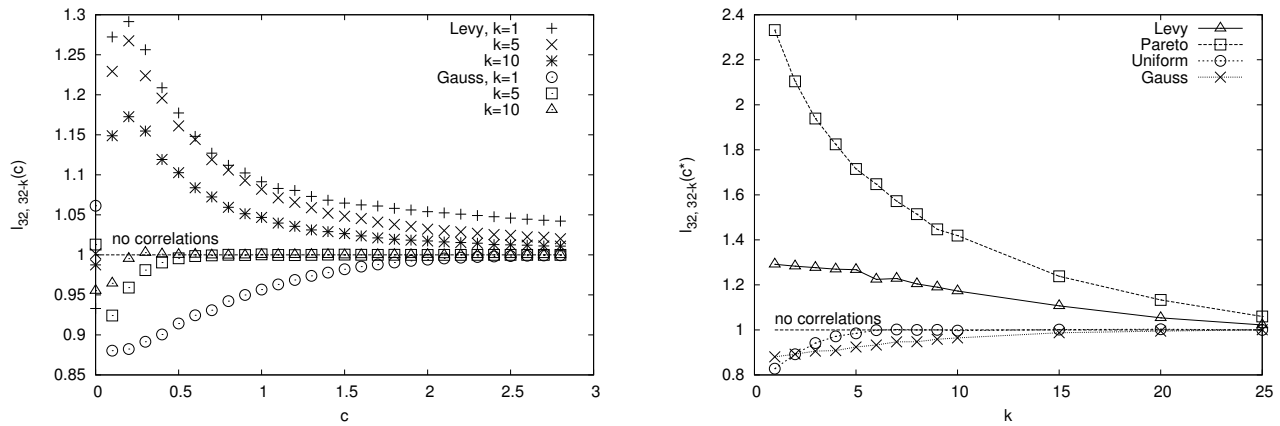 1.3
1.25
1.2
1.15
1.1
1.05
1
0.95
0.9
0.85
0
0.5
1
1.5
2
2.5
3
c
I32, 32-k(c)
Levy, k=1
k=5
k=10
Gauss, k=1
k=5
k=10
no correlations
2.4
2.2
2
1.8
1.6
1.4
1.2
1
0.8
0
5
10
15
20
25
k
I32, 32-k(c*)
Levy
Pareto
Uniform
Gauss
no correlations